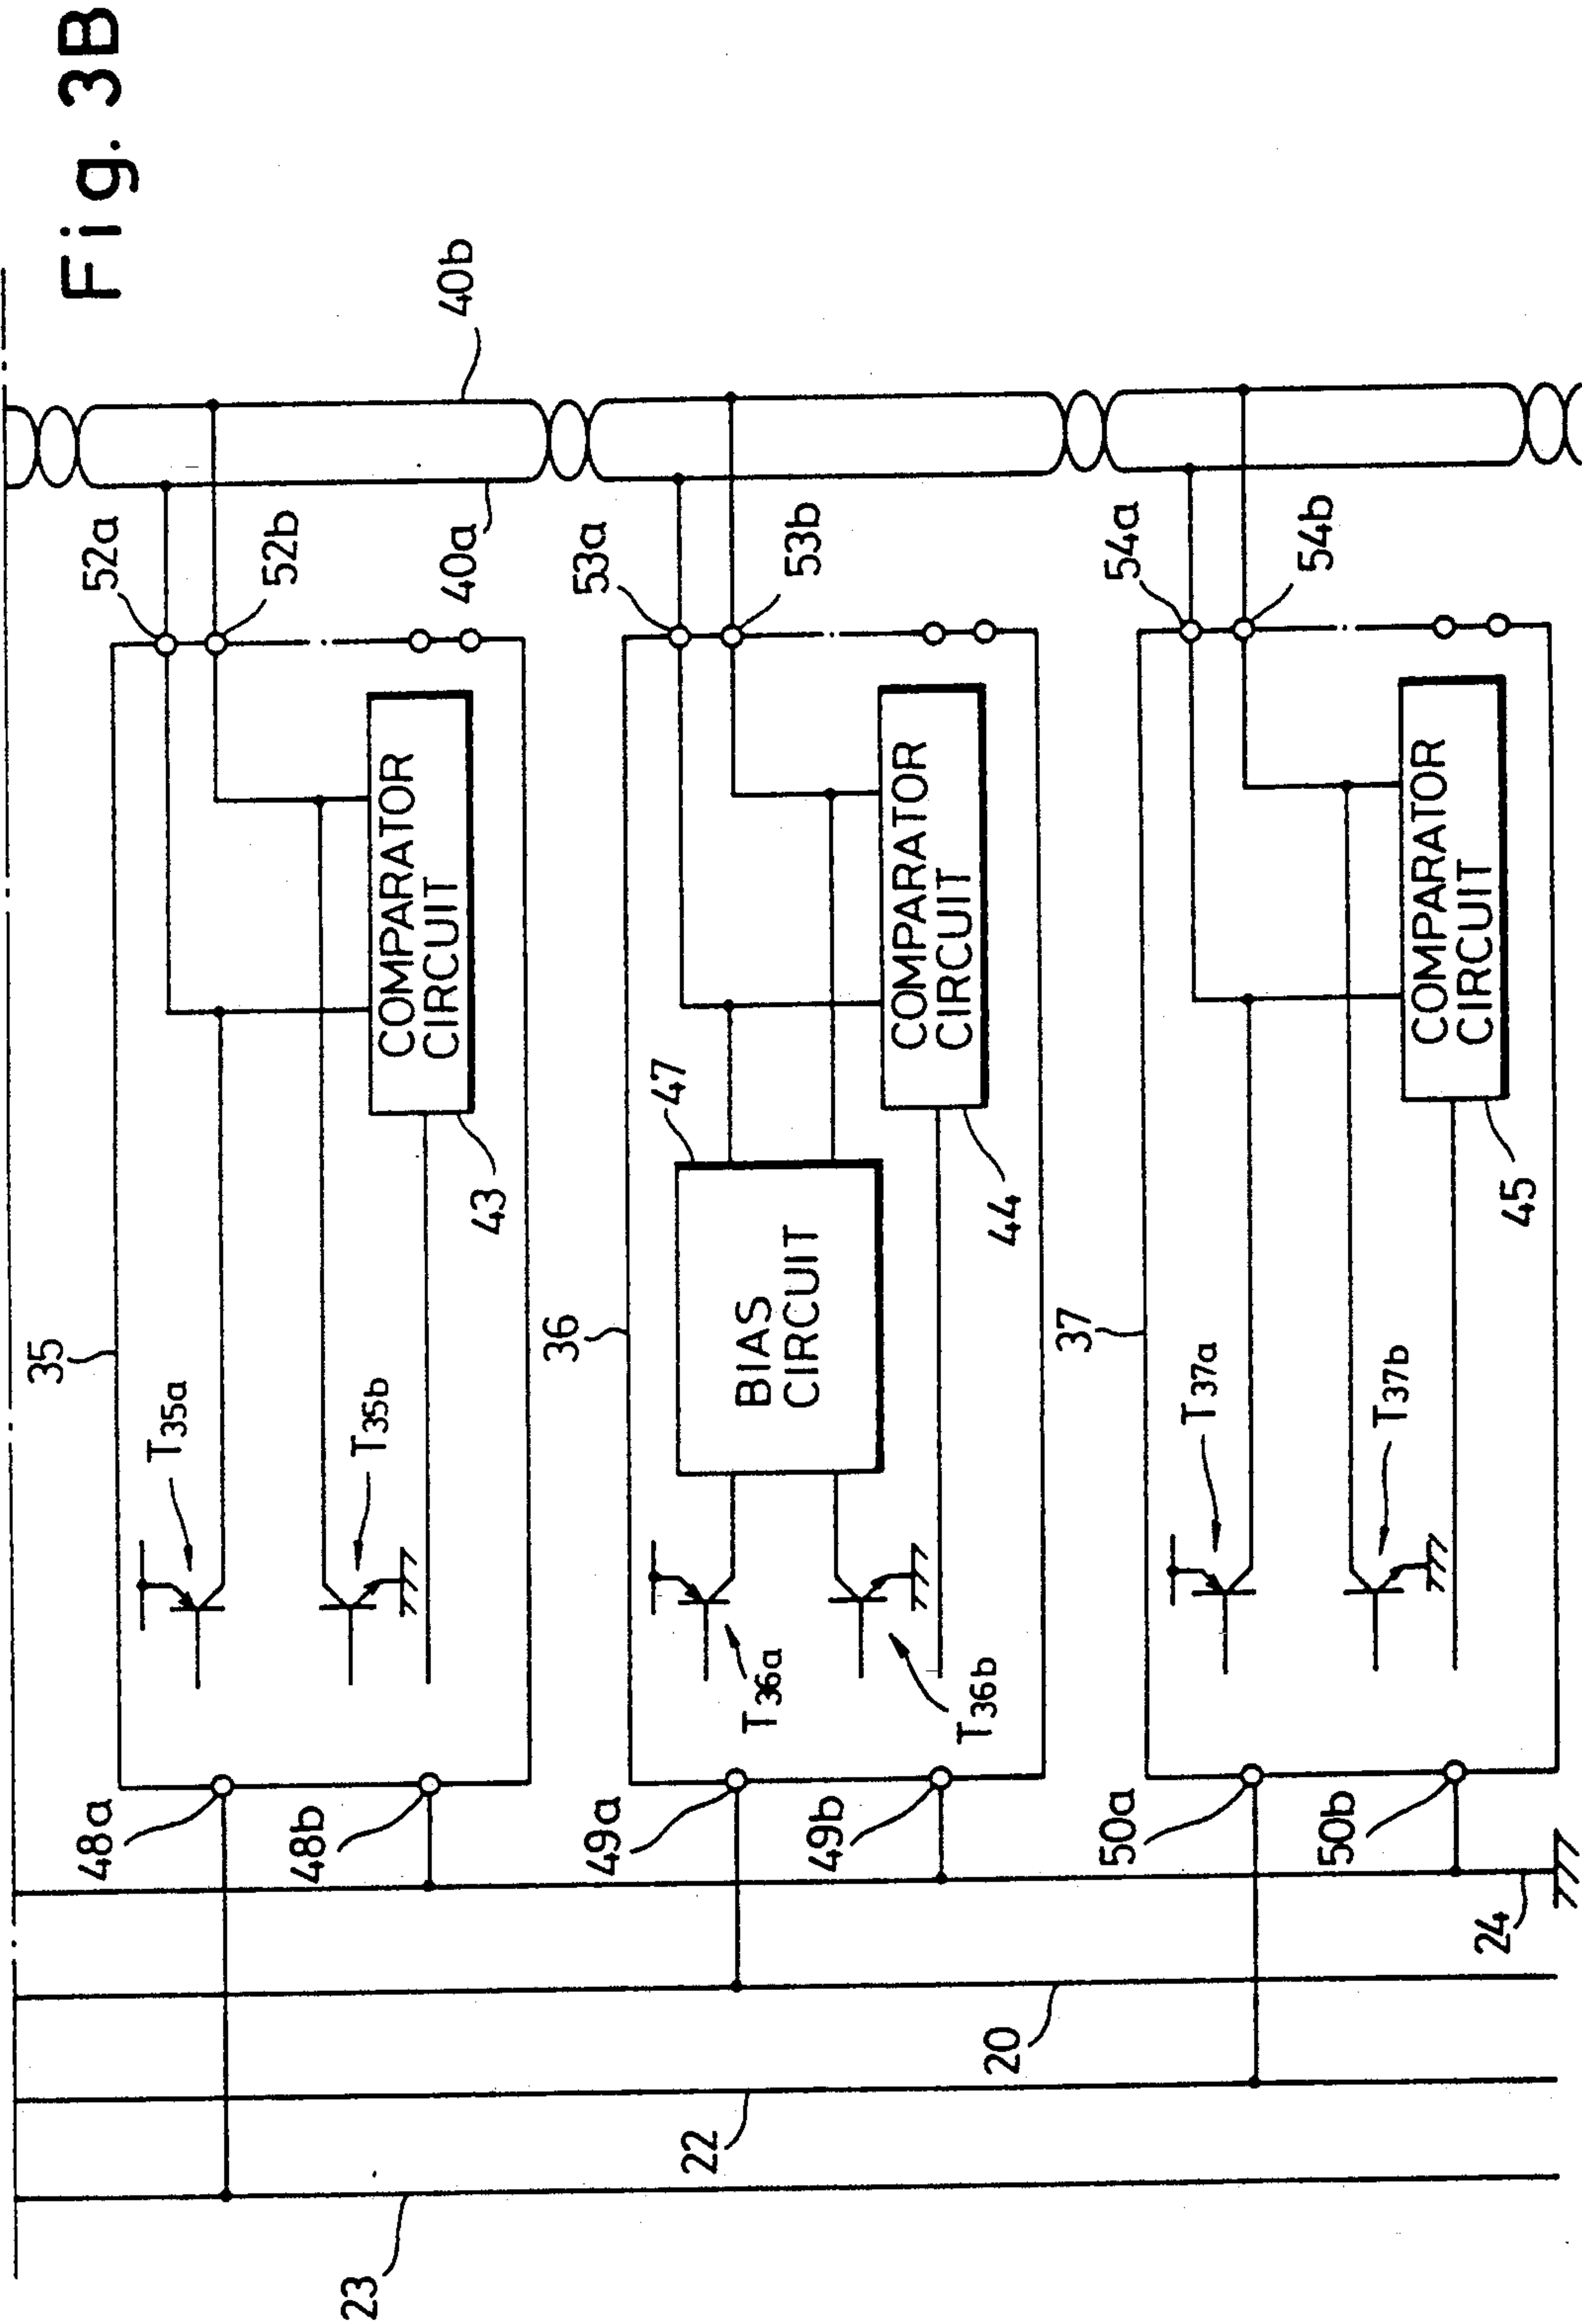 Fig. 3B
40b
52a
52b
40a
53a
53b
54a
54b
COMPARATOR
CIRCUIT
43
35
T35a
T35b
48a
48b
COMPARATOR
CIRCUIT
44
47
BIAS
CIRCUIT
36
T36a
T36b
49a
49b
COMPARATOR
CIRCUIT
45
37
T37a
T37b
50a
50b
24
20
22
23